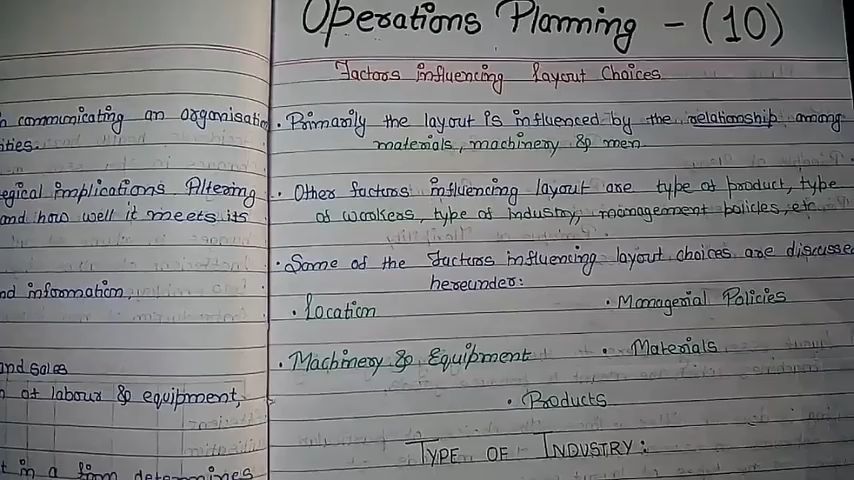 Operations Planning - (10)
Factors influencing Layout Choices
• Primarily the layout is influenced by the relationship among
materials, machinery & men
• Other factors influencing layout are type of product, type
of workers, type of industry, management policies, etc.
• Some of the factors influencing layout choices are discusse
hereunder:
• Location
• Managerial Policies
• Machinery & Equipment
• Materials
• Products
TYPE OF INDUSTRY:
communicating an organisatio
ities.
egical implications. Altering
and how well it meets its
nd information,
and sales
of labour & equipment,
t in a firm determines